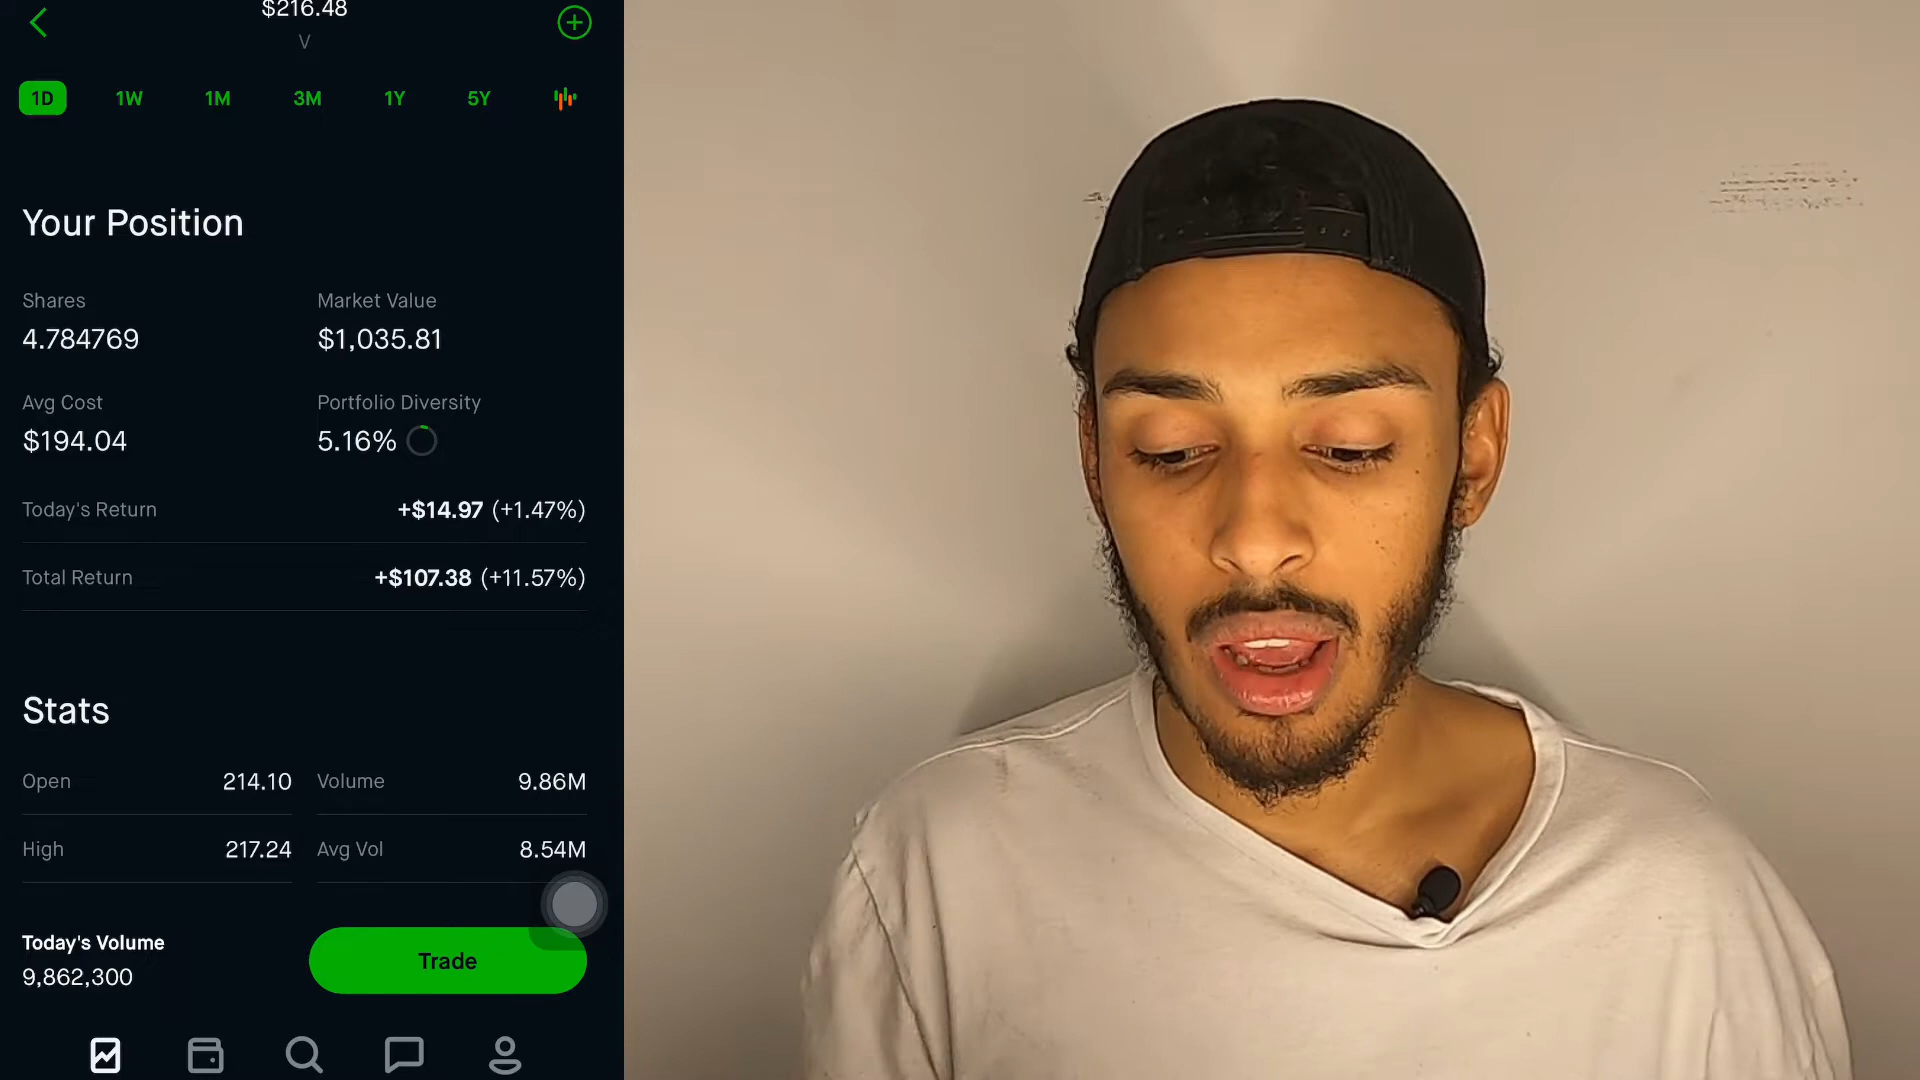 $216.48
V
1D 1W 1M 3M 1Y 5Y
Your Position
Shares Market Value
4.784769 $1,035.81
Avg Cost Portfolio Diversity
$194.04 5.16%
Today's Return +$14.97 (+1.47%)
Total Return +$107.38 (+11.57%)
Stats
Open 214.10 Volume 9.86M
High 217.24 Avg Vol 8.54M
Today's Volume
9,862,300
Trade